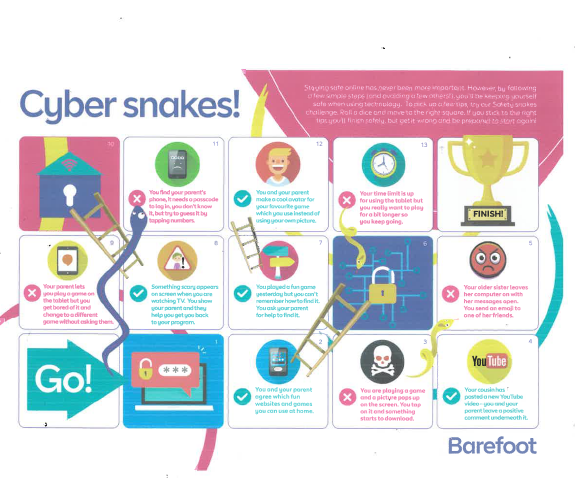 Cyber snakes!
Staying safe online has never been more important. However, by following
a few simple steps (and avoiding a few others!), you'll be keeping yourself
safe when using technology. To pick up a few tips, try our Safety snakes
challenge. Roll a dice and move to the right square. If you stick to the right
tips you'll finish safely, but get it wrong and be prepared to start again!
10
11
You find your parent's
phone, it needs a passcode
to log in, you don't know
it, but try to guess it by
tapping numbers.
12
You and your parent
make a cool avatar for
your favourite game
which you use instead of
using your own picture.
13
Your time limit is up
for using the tablet but
you really want to play
for a bit longer so
you keep going.
FINISH!
9
Your parent lets
you play a game on
the tablet but you
get bored of it and
change to a different
game without asking them.
8
Something scary appears
on screen when you are
watching TV. You show
your parent and they
help you get you back
to your program.
7
You played a fun game
yesterday but you can't
remember how to find it.
You ask your parent
for help to find it.
6
5
Your older sister leaves
her computer on with
her messages open.
You send an emoji to
one of her friends.
Go!
1
***
2
You and your parent
agree which fun
websites and games
you can use at home.
3
You are playing a game
and a picture pops up
on the screen. You tap
on it and something
starts to download.
4
YouTube
Your cousin has
posted a new YouTube
video - you and your
parent leave a positive
comment underneath it.
Barefoot